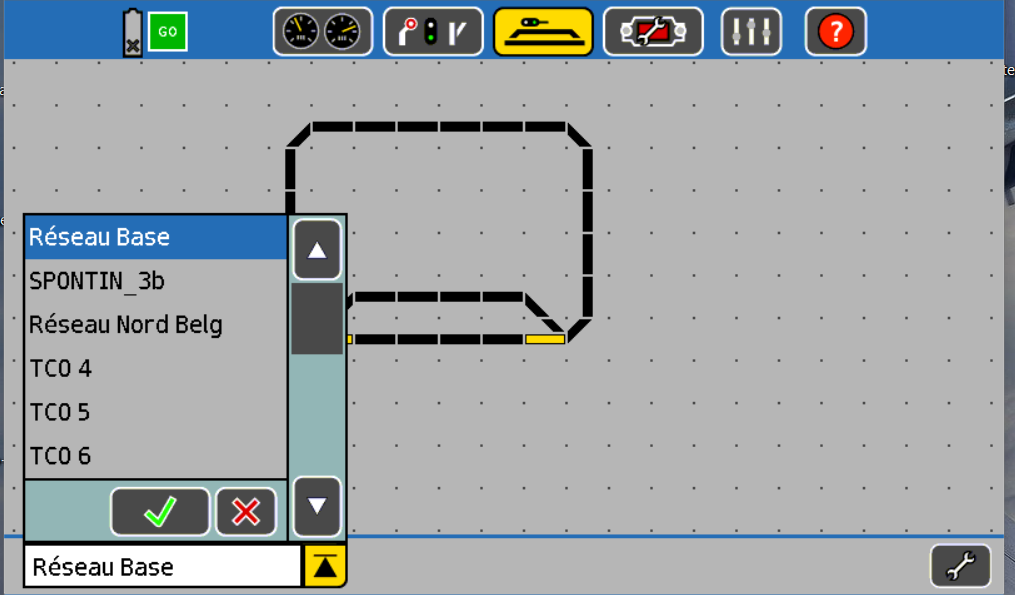 GO
?
Réseau Base
SPONTIN_3b
Réseau Nord Belg
TCO 4
TCO 5
TCO 6
Réseau Base